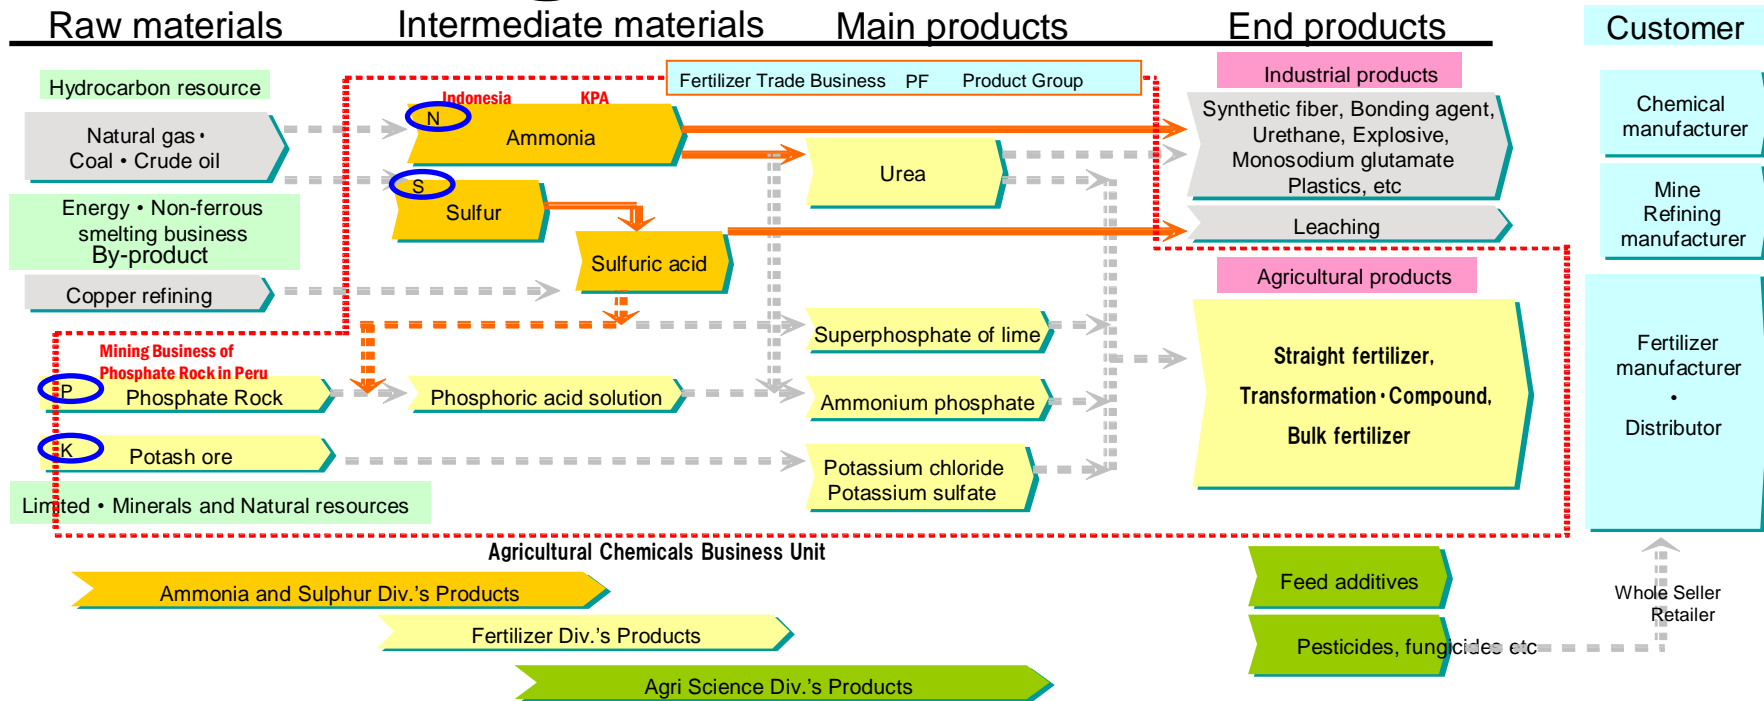 Raw materials
Intermediate materials
Main products
End products
Customer
Hydrocarbon resource
Natural gas・
Coal・Crude oil
Energy・Non-ferrous
smelting business
By-product
Copper refining
Mining Business of
Phosphate Rock in Peru
P
Phosphate Rock
K
Potash ore
Limited・Minerals and Natural resources
Indonesia
KPA
N
Ammonia
S
Sulfur
Sulfuric acid
Phosphoric acid solution
Fertilizer Trade Business PF Product Group
Urea
Superphosphate of lime
Ammonium phosphate
Potassium chloride
Potassium sulfate
Industrial products
Synthetic fiber, Bonding agent,
Urethane, Explosive,
Monosodium glutamate
Plastics, etc
Leaching
Agricultural products
Straight fertilizer,
Transformation・Compound,
Bulk fertilizer
Chemical
manufacturer
Mine
Refining
manufacturer
Fertilizer
manufacturer
・
Distributor
Agricultural Chemicals Business Unit
Ammonia and Sulphur Div.'s Products
Fertilizer Div.'s Products
Agri Science Div.'s Products
Feed additives
Pesticides, fungicides etc
Whole Seller
Retailer